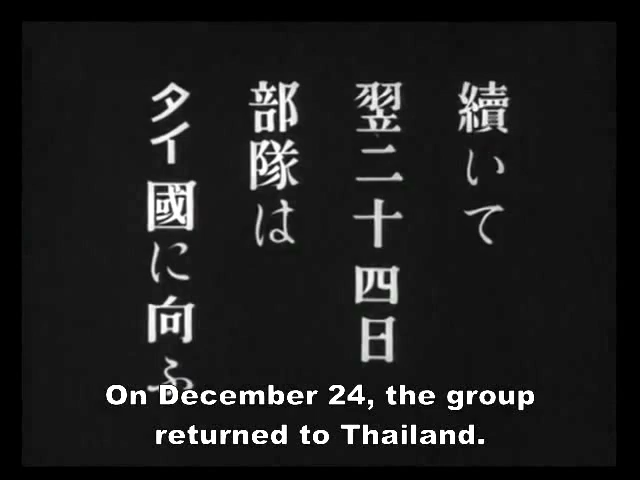 續いて
翌二十四日
部隊は
タイ國に向ふ
On December 24, the group
returned to Thailand.